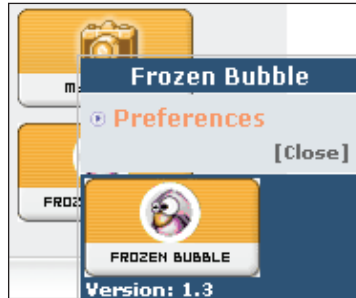 Frozen Bubble
Preferences
[Close]
FROZEN BUBBLE
Version: 1.3